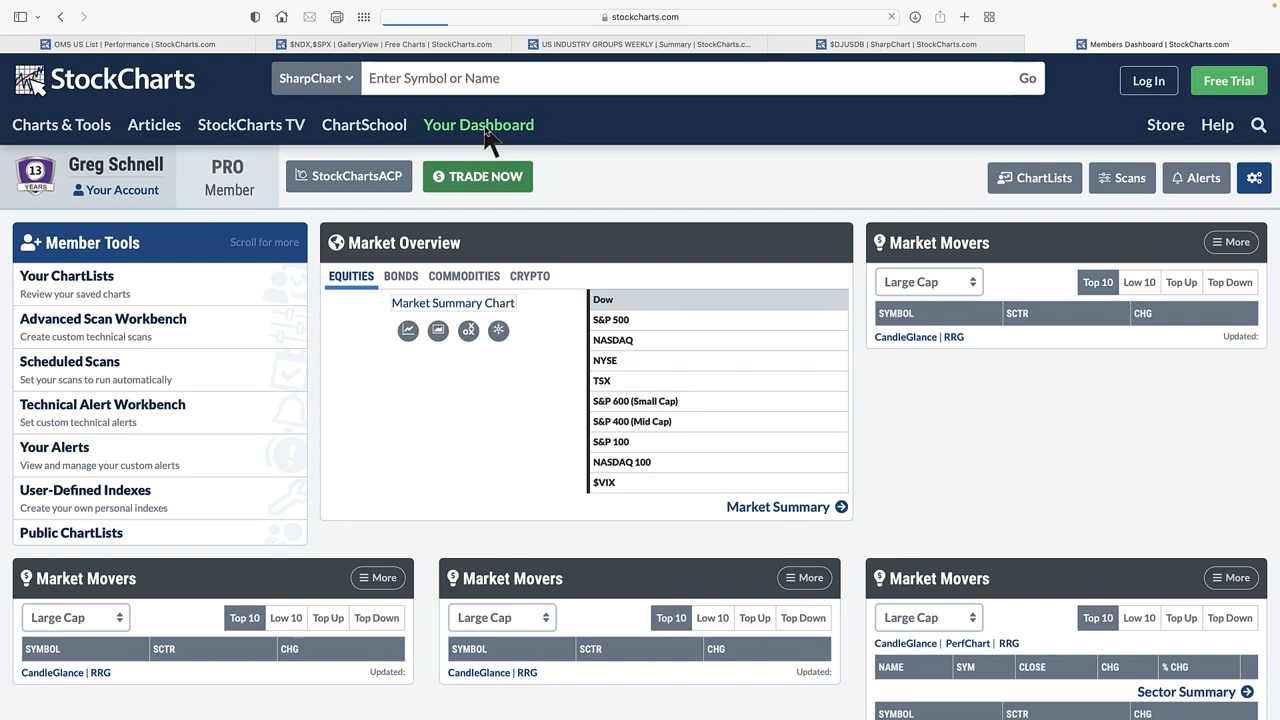 stockcharts.com
OMS US List | Performance | StockCharts.com
$NDX,$SPX | GalleryView | Free Charts | StockCharts.com
US INDUSTRY GROUPS WEEKLY | Summary | StockCharts.c...
$DJUSDB | SharpChart | StockCharts.com
Members Dashboard | StockCharts.com
StockCharts
SharpChart
Enter Symbol or Name
Go
Log In
Free Trial
Charts & Tools
Articles
StockCharts TV
ChartSchool
Your Dashboard
Store
Help
13
YEARS
Greg Schnell
Your Account
PRO
Member
StockChartsACP
TRADE NOW
ChartLists
Scans
Alerts
Member Tools
Scroll for more
Your ChartLists
Review your saved charts
Advanced Scan Workbench
Create custom technical scans
Scheduled Scans
Set your scans to run automatically
Technical Alert Workbench
Set custom technical alerts
Your Alerts
View and manage your custom alerts
User-Defined Indexes
Create your own personal indexes
Public ChartLists
Market Overview
EQUITIES
BONDS
COMMODITIES
CRYPTO
Market Summary Chart
Dow
S&P 500
NASDAQ
NYSE
TSX
S&P 600 (Small Cap)
S&P 400 (Mid Cap)
S&P 100
NASDAQ 100
$VIX
Market Summary
Market Movers
More
Large Cap
Top 10
Low 10
Top Up
Top Down
SYMBOL
SCTR
CHG
CandleGlance | RRG
Updated:
Market Movers
More
Large Cap
Top 10
Low 10
Top Up
Top Down
SYMBOL
SCTR
CHG
CandleGlance | RRG
Updated:
Market Movers
More
Large Cap
Top 10
Low 10
Top Up
Top Down
SYMBOL
SCTR
CHG
CandleGlance | RRG
Updated:
Market Movers
More
Large Cap
Top 10
Low 10
Top Up
Top Down
CandleGlance | PerfChart | RRG
NAME
SYM
CLOSE
CHG
% CHG
Sector Summary
SYMBOL
SCTR
CHG